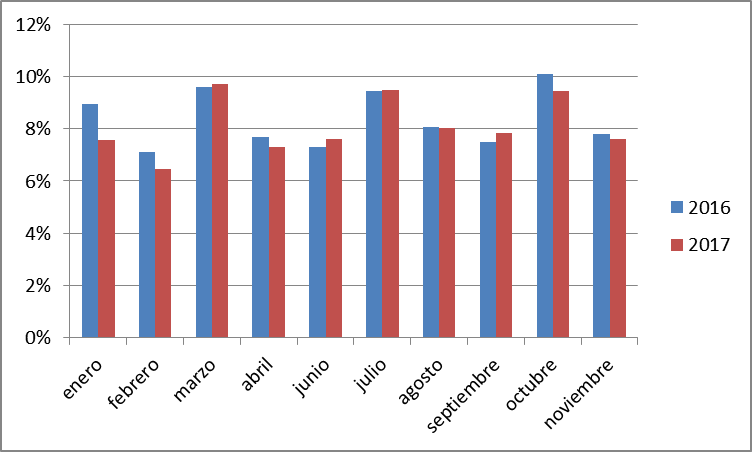 12%
10%
8%
6%
4%
2%
0%
enero
febrero
marzo
abril
junio
julio
agosto
septiembre
octubre
noviembre
2016
2017